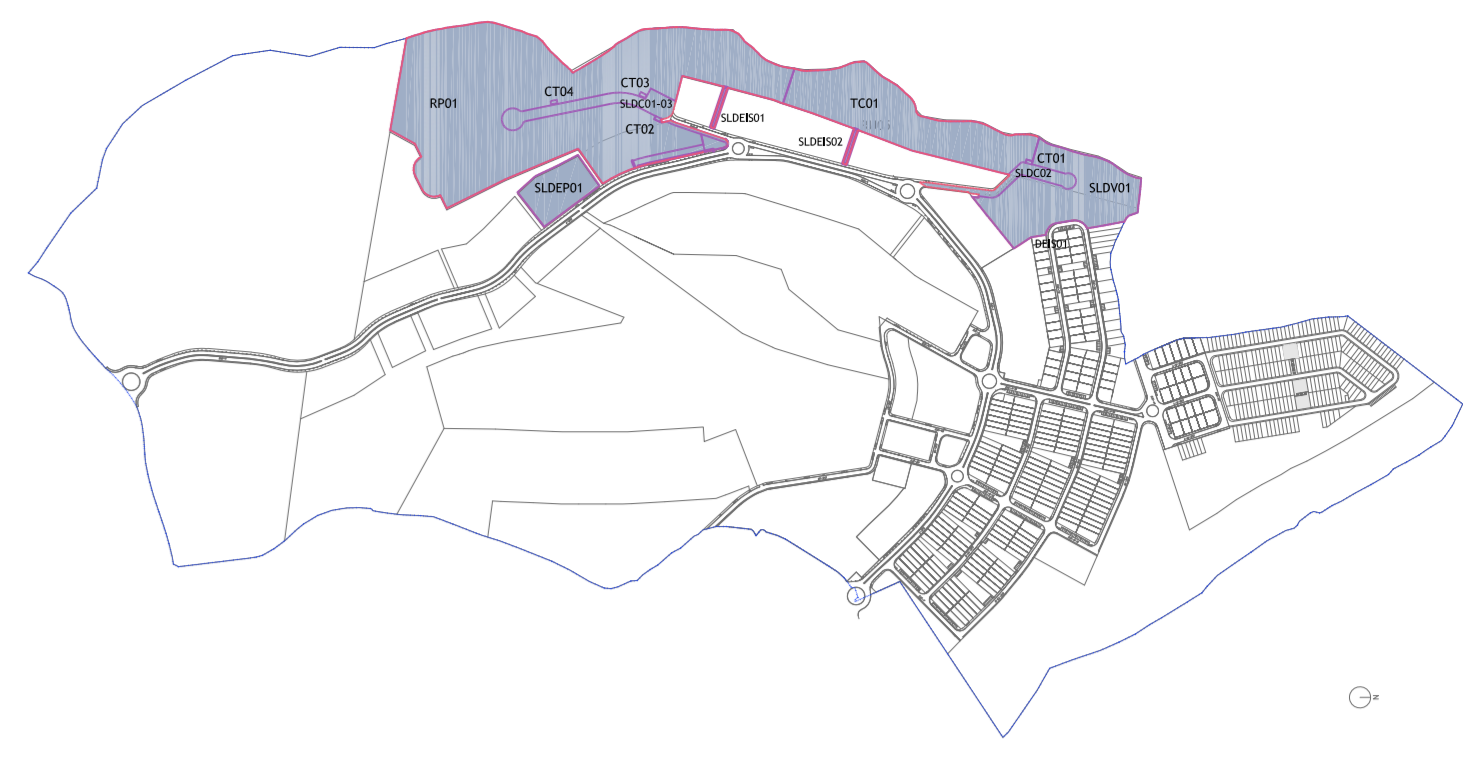 CT03
CT04
RP01
SLDC01-03
TC01
SLDEIS01
CT02
SLDEIS02
CT01
SLDC02
SLDEP01
SLDV01
DEIS01
N